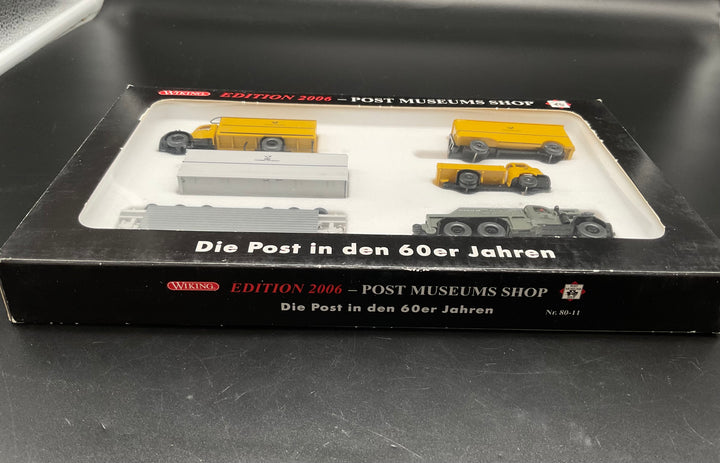 WIKING EDITION 2006 – POST MUSEUMS SHOP
Die Post in den 60er Jahren
WIKING EDITION 2006 – POST MUSEUMS SHOP
Die Post in den 60er Jahren
Nr. 80-11